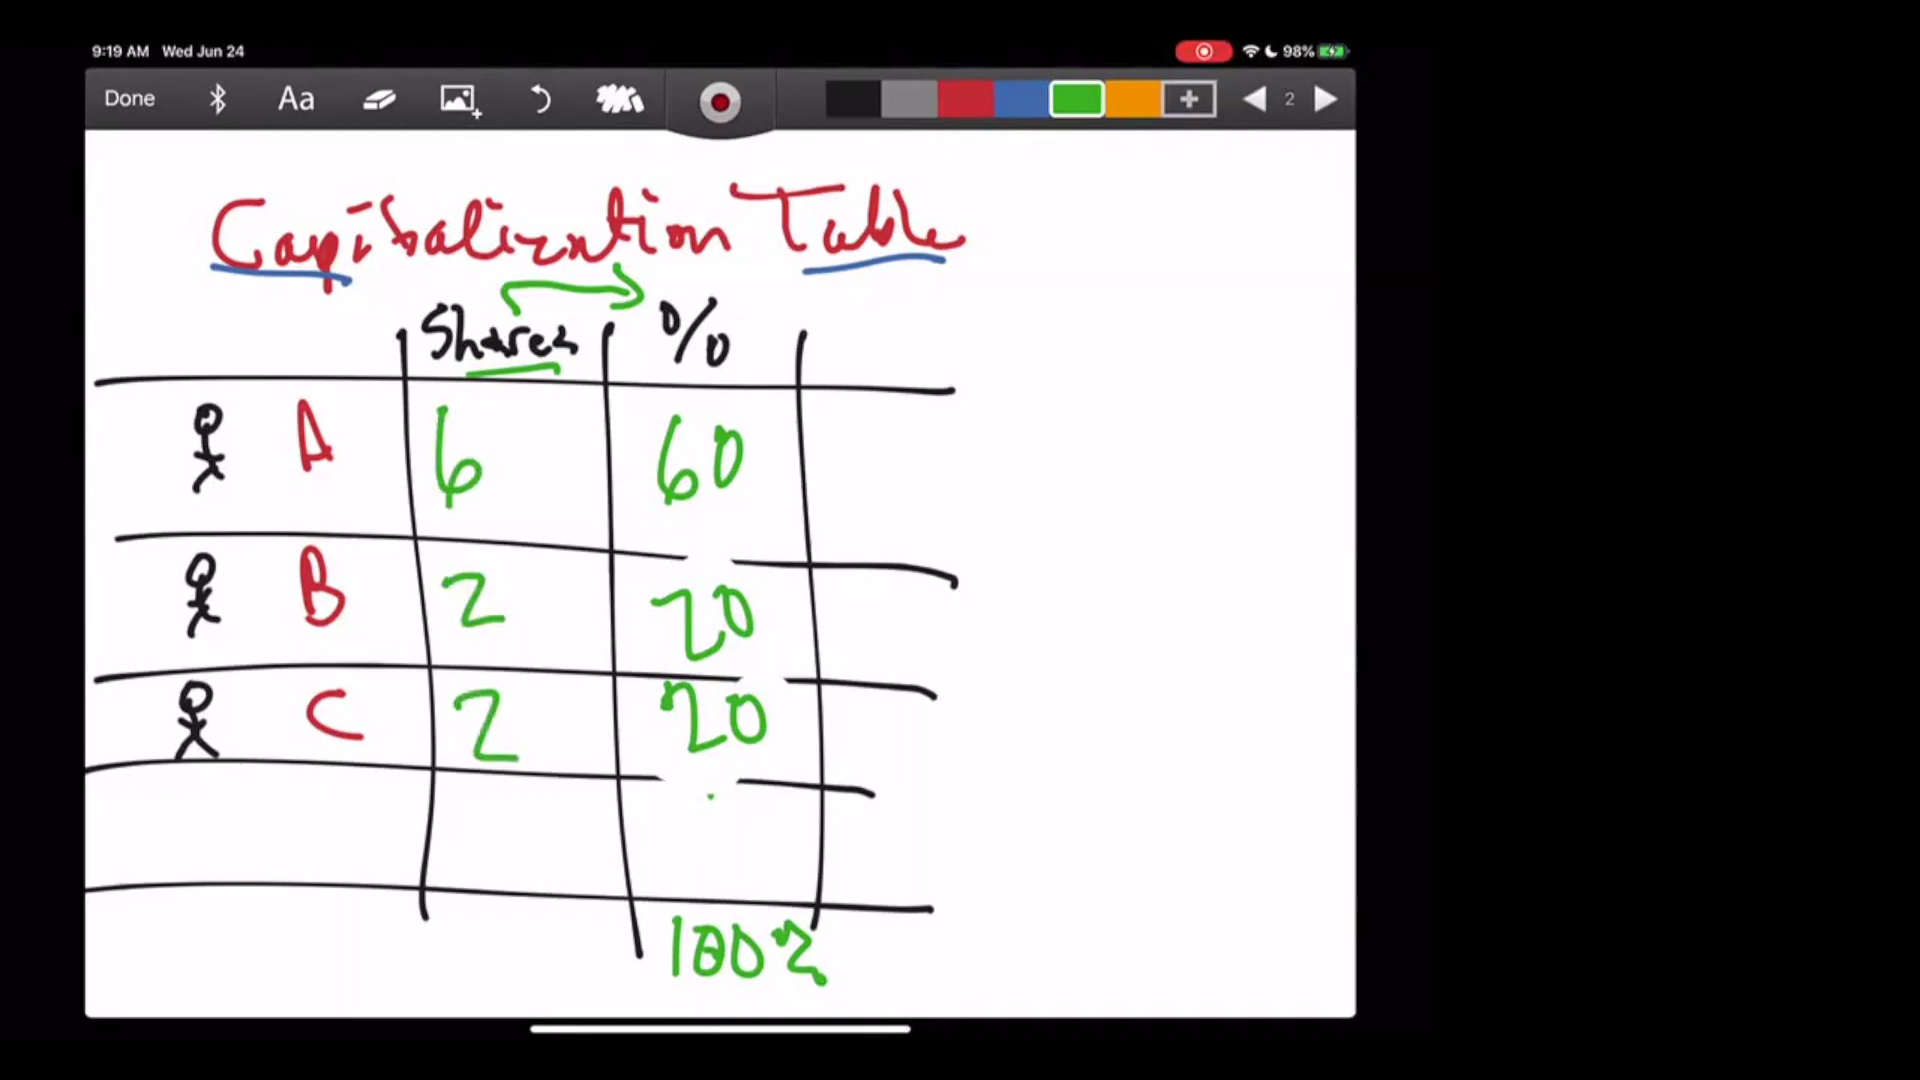 9:19 AM Wed Jun 24 98%
Done Aa 2
Capitalization Table
Shares %
A 6 60
B 2 20
C 2 20
100%